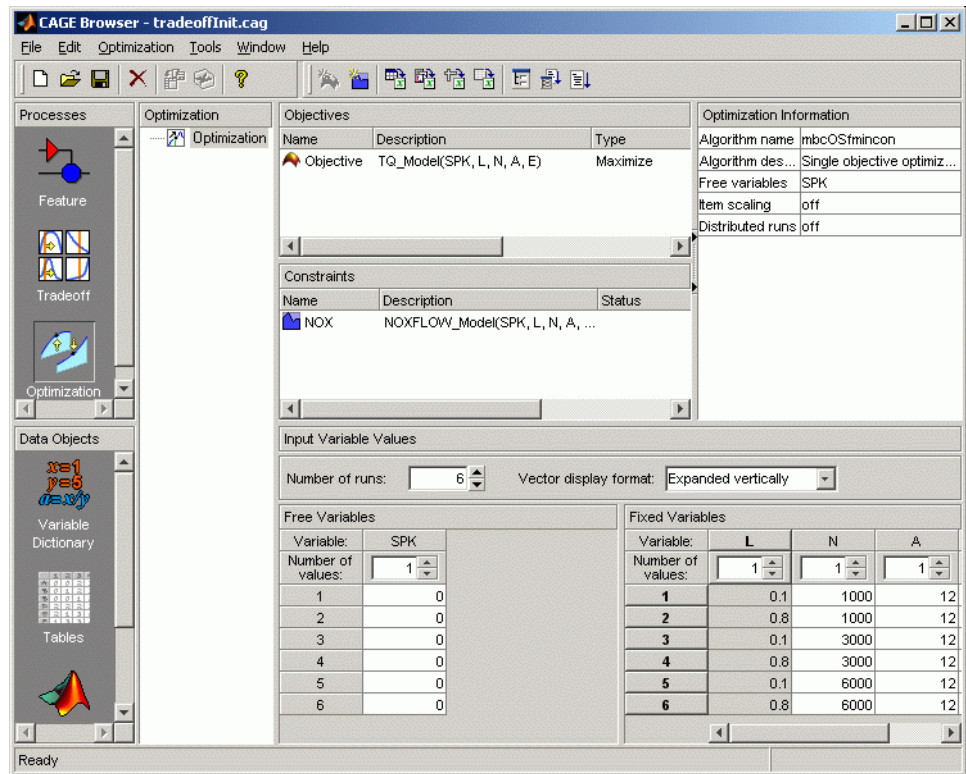 CAGE Browser - tradeoffInit.cag
File Edit Optimization Tools Window Help
Processes
Feature
Tradeoff
Optimization
Optimization
Optimization
Objectives
Name Description Type
Objective TQ_Model(SPK, L, N, A, E) Maximize
Constraints
Name Description Status
NOX NOXFLOW_Model(SPK, L, N, A, ...
Optimization Information
Algorithm name mbcOSfmincon
Algorithm des... Single objective optimiz...
Free variables SPK
Item scaling off
Distributed runs off
Data Objects
x=1
y=5
a=x/y
Variable
Dictionary
Tables
Input Variable Values
Number of runs: 6 Vector display format: Expanded vertically
Free Variables
Variable: SPK
Number of values: 1
1 0
2 0
3 0
4 0
5 0
6 0
Fixed Variables
Variable: L N A
Number of values: 1 1 1
1 0.1 1000 12
2 0.8 1000 12
3 0.1 3000 12
4 0.8 3000 12
5 0.1 6000 12
6 0.8 6000 12
Ready